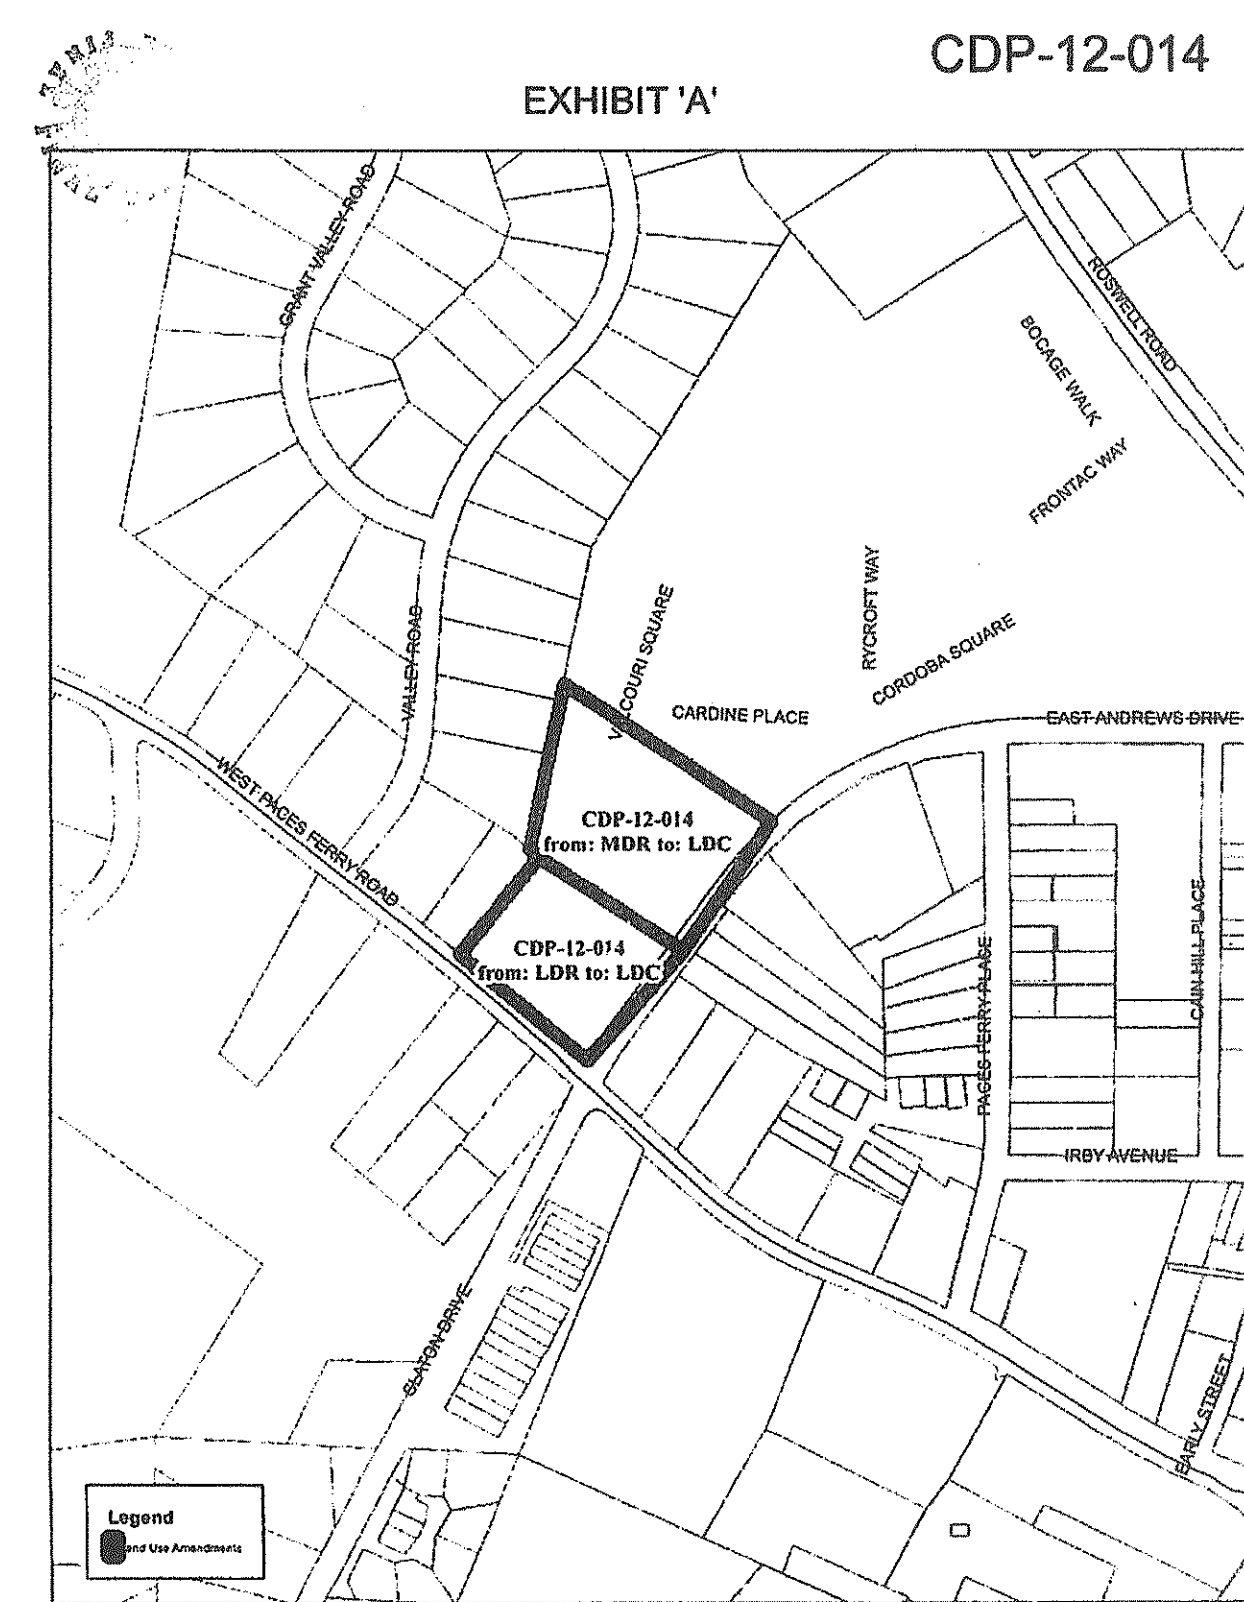 CDP-12-014
EXHIBIT 'A'
GRANT VALLEY ROAD
ROSWELL ROAD
BOCAGE WALK
FRONTAC WAY
RYCROFT WAY
SQUARE
CORDOBA SQUARE
VALLEY ROAD
CARDINE PLACE
EAST ANDREWS DRIVE
WEST PACES FERRY ROAD
CDP-12-014
from: MDR to: LDC
CDP-12-014
from: LDR to: LDC
PACES FERRY PLACE
CAIN HILL PLACE
IRBY AVENUE
SLATON DRIVE
EARLY STREET
Legend
and Use Amendments